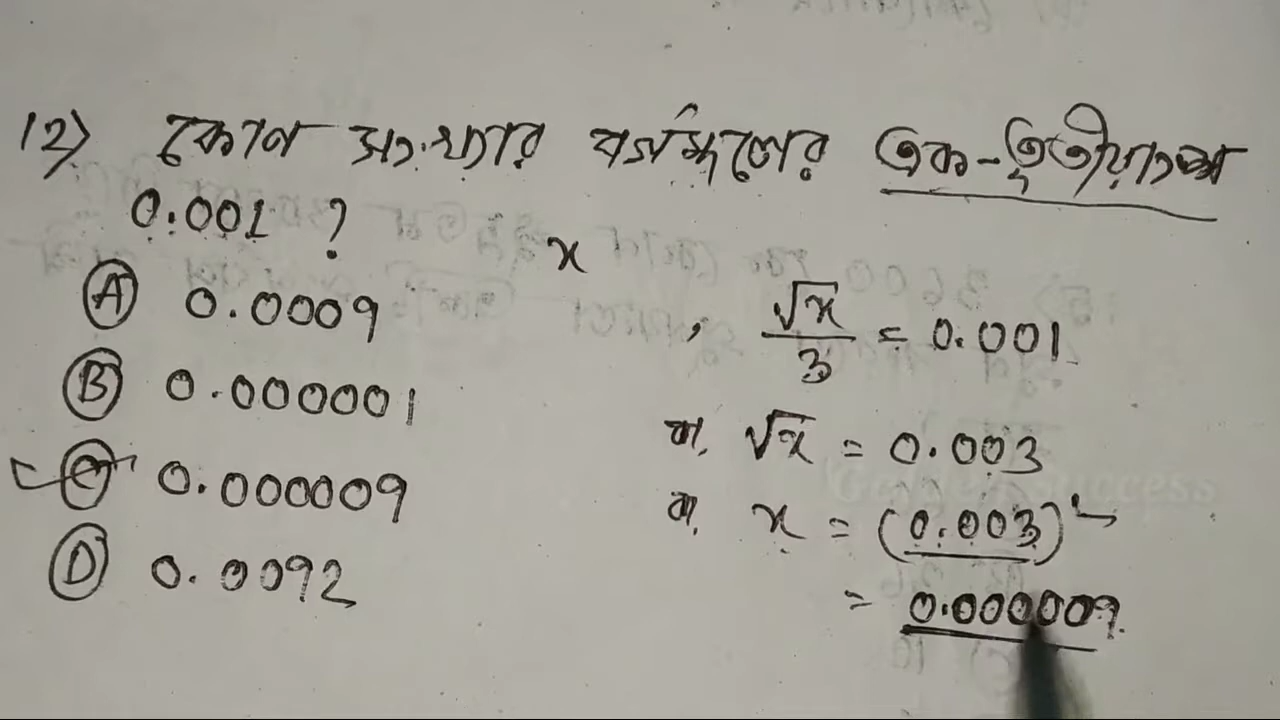 12) কোন সংখ্যার বর্গমূলের এক-তৃতীয়াংশ
0.001 ?
x
Ⓐ 0.0009
Ⓑ 0.000001
Ⓒ 0.000009
Ⓓ 0.0092
, √x/3 = 0.001
বা, √x = 0.003
বা, x = (0.003)²
= 0.000009